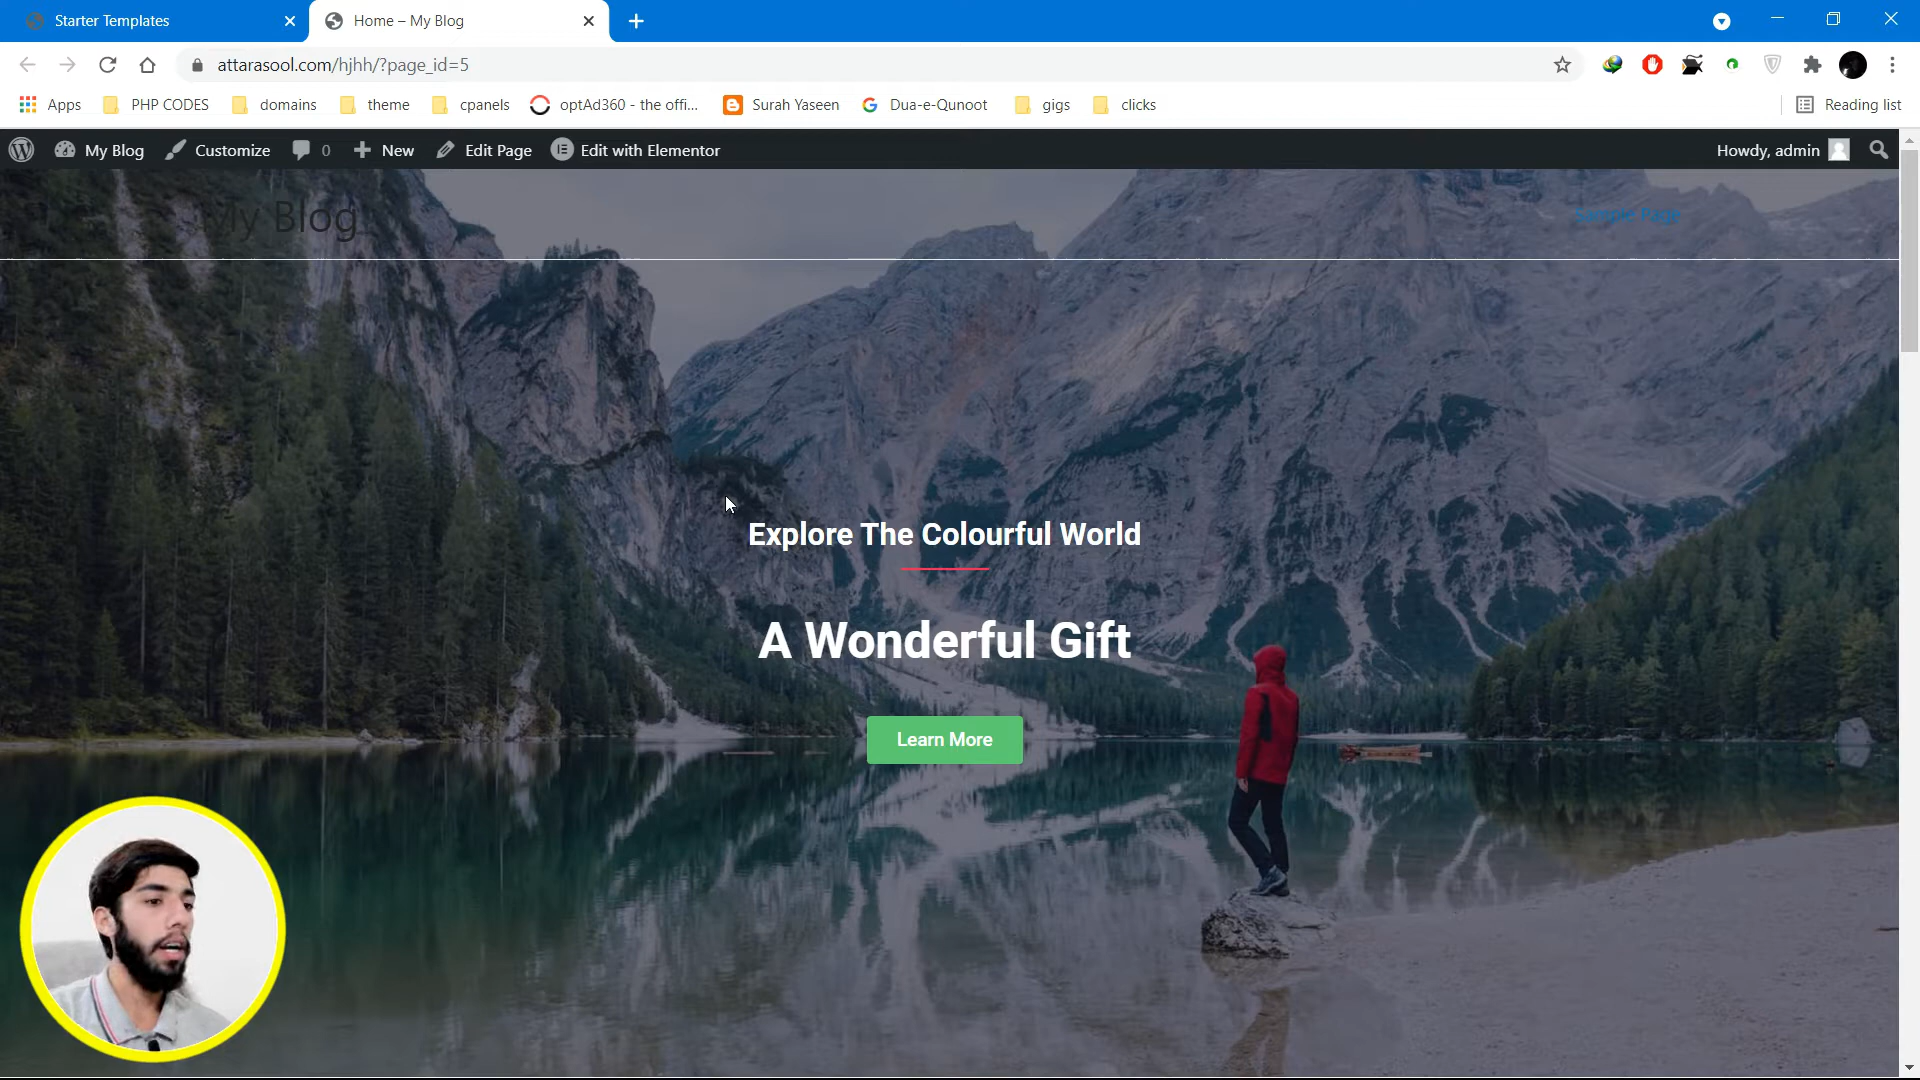 Starter Templates
Home – My Blog
attarasool.com/hjhh/?page_id=5
Apps PHP CODES domains theme cpanels optAd360 - the offi... Surah Yaseen Dua-e-Qunoot gigs clicks Reading list
My Blog Customize 0 New Edit Page Edit with Elementor Howdy, admin
My Blog Sample Page
Explore The Colourful World
A Wonderful Gift
Learn More